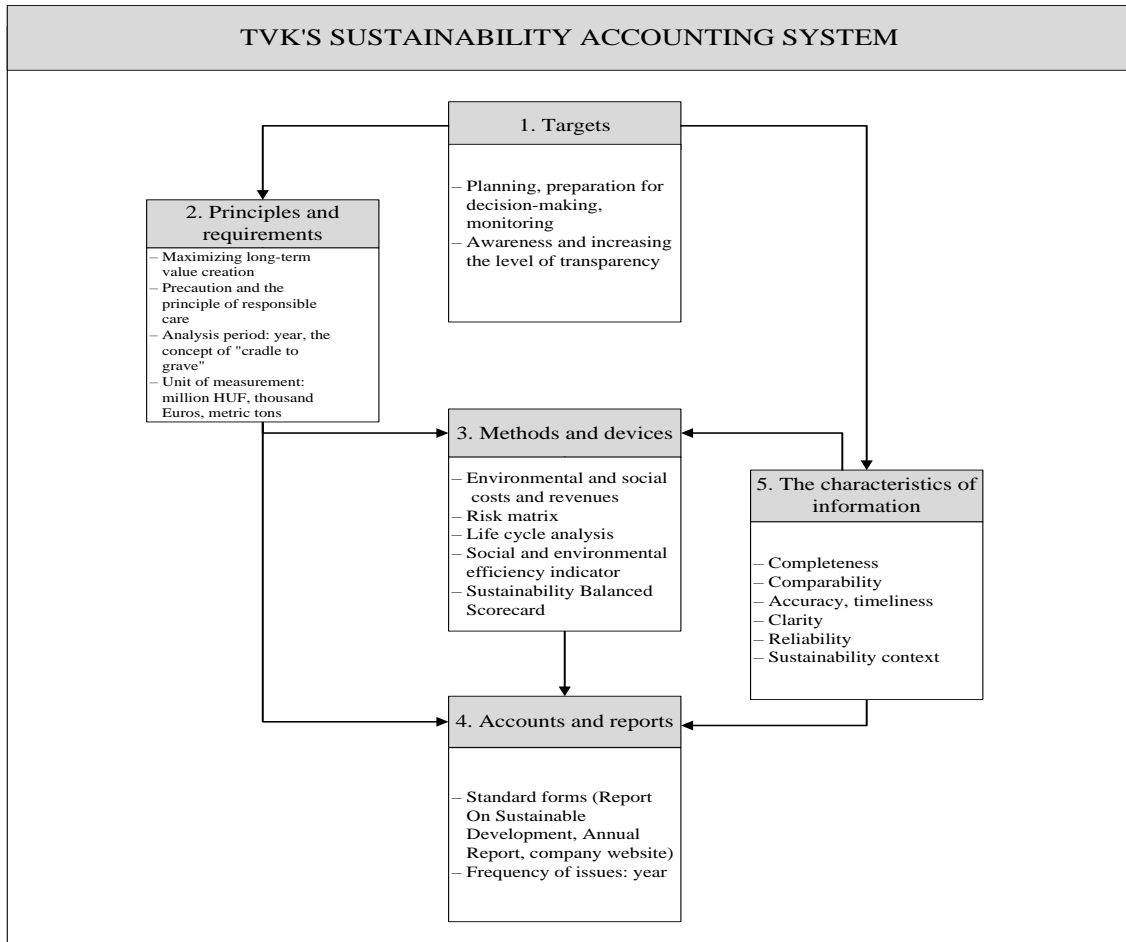 TVK'S SUSTAINABILITY ACCOUNTING SYSTEM
1. Targets
– Planning, preparation for
decision-making,
monitoring
– Awareness and increasing
the level of transparency
2. Principles and
requirements
– Maximizing long-term
value creation
– Precaution and the
principle of responsible
care
– Analysis period: year, the
concept of "cradle to
grave"
– Unit of measurement:
million HUF, thousand
Euros, metric tons
3. Methods and devices
– Environmental and social
costs and revenues
– Risk matrix
– Life cycle analysis
– Social and environmental
efficiency indicator
– Sustainability Balanced
Scorecard
5. The characteristics of
information
– Completeness
– Comparability
– Accuracy, timeliness
– Clarity
– Reliability
– Sustainability context
4. Accounts and reports
– Standard forms (Report
On Sustainable
Development, Annual
Report, company website)
– Frequency of issues: year